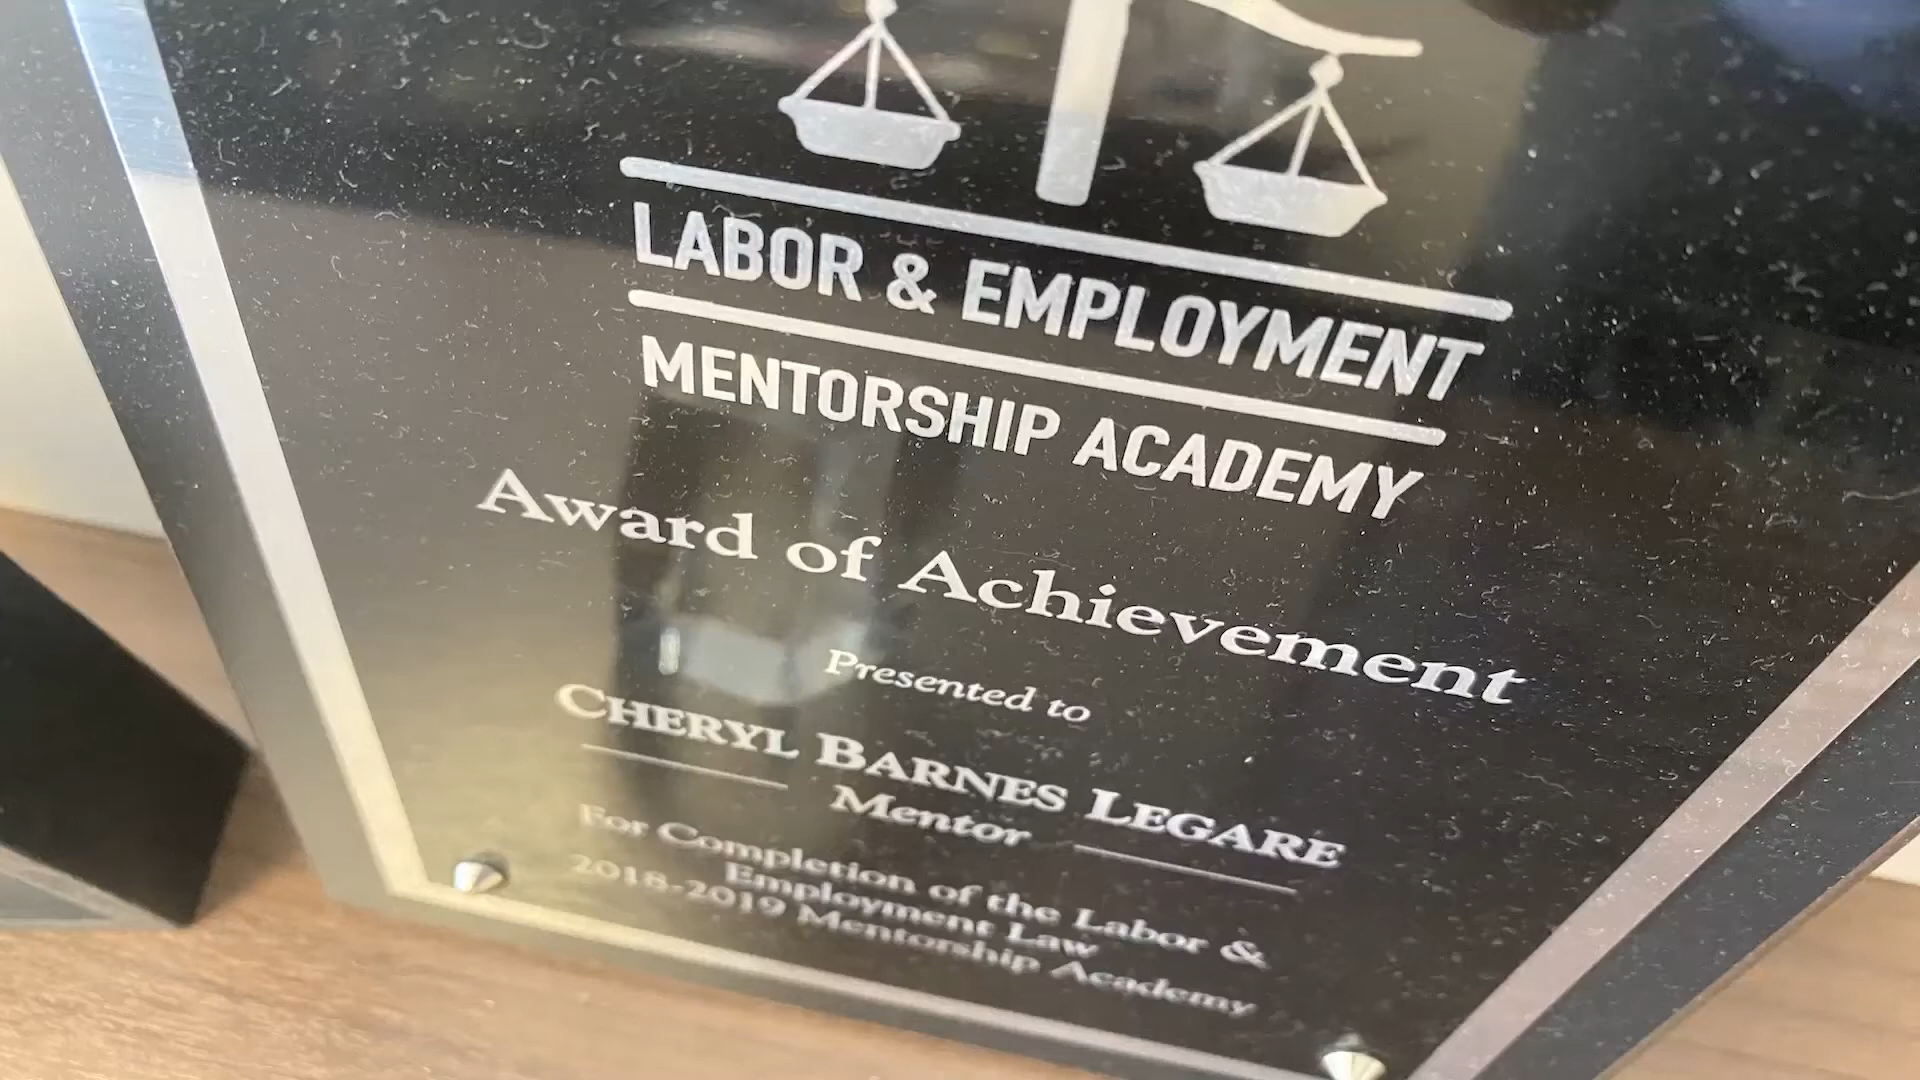 LABOR & EMPLOYMENT
MENTORSHIP ACADEMY
Award of Achievement
Presented to
CHERYL BARNES LEGARE
Mentor
For Completion of the Labor &
Employment Law
2018-2019 Mentorship Academy